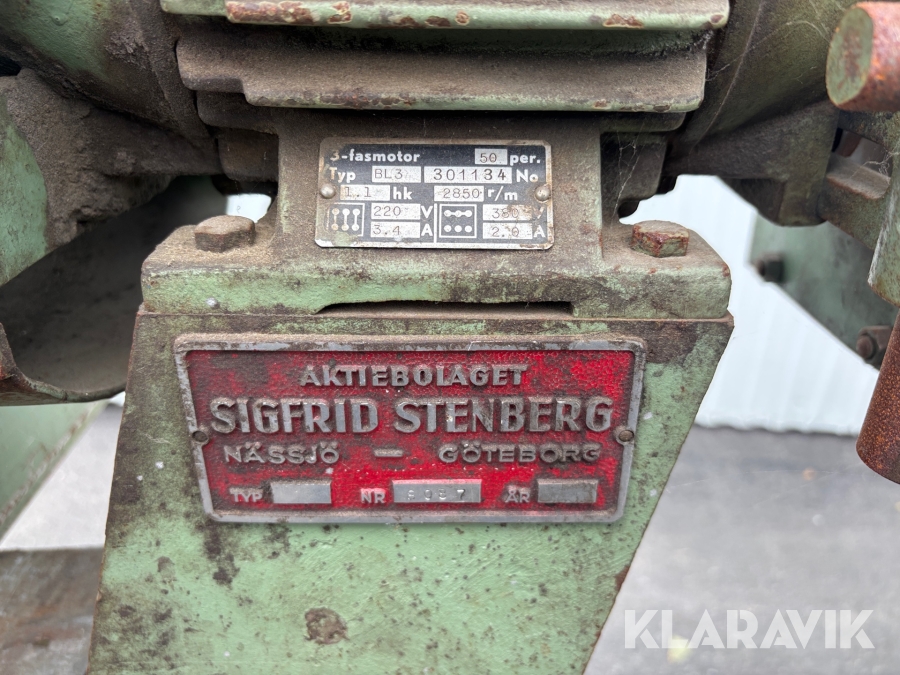 3-fasmotor 50 per.
Typ BL3 301134 No
1.1 hk 2850 r/m
220 V 380 V
3.4 A 2.0 A
AKTIEBOLAGET
SIGFRID STENBERG
NÄSSJÖ — GÖTEBORG
TYP NR ÅR
KLARAVIK